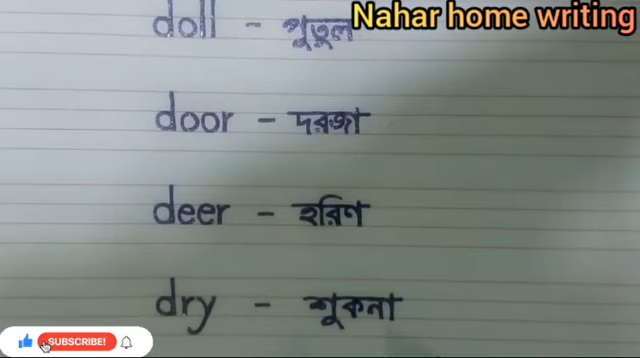 Nahar home writing
doll - পুতুল
door - দরজা
deer - হরিণ
dry - শুকনা
SUBSCRIBE!